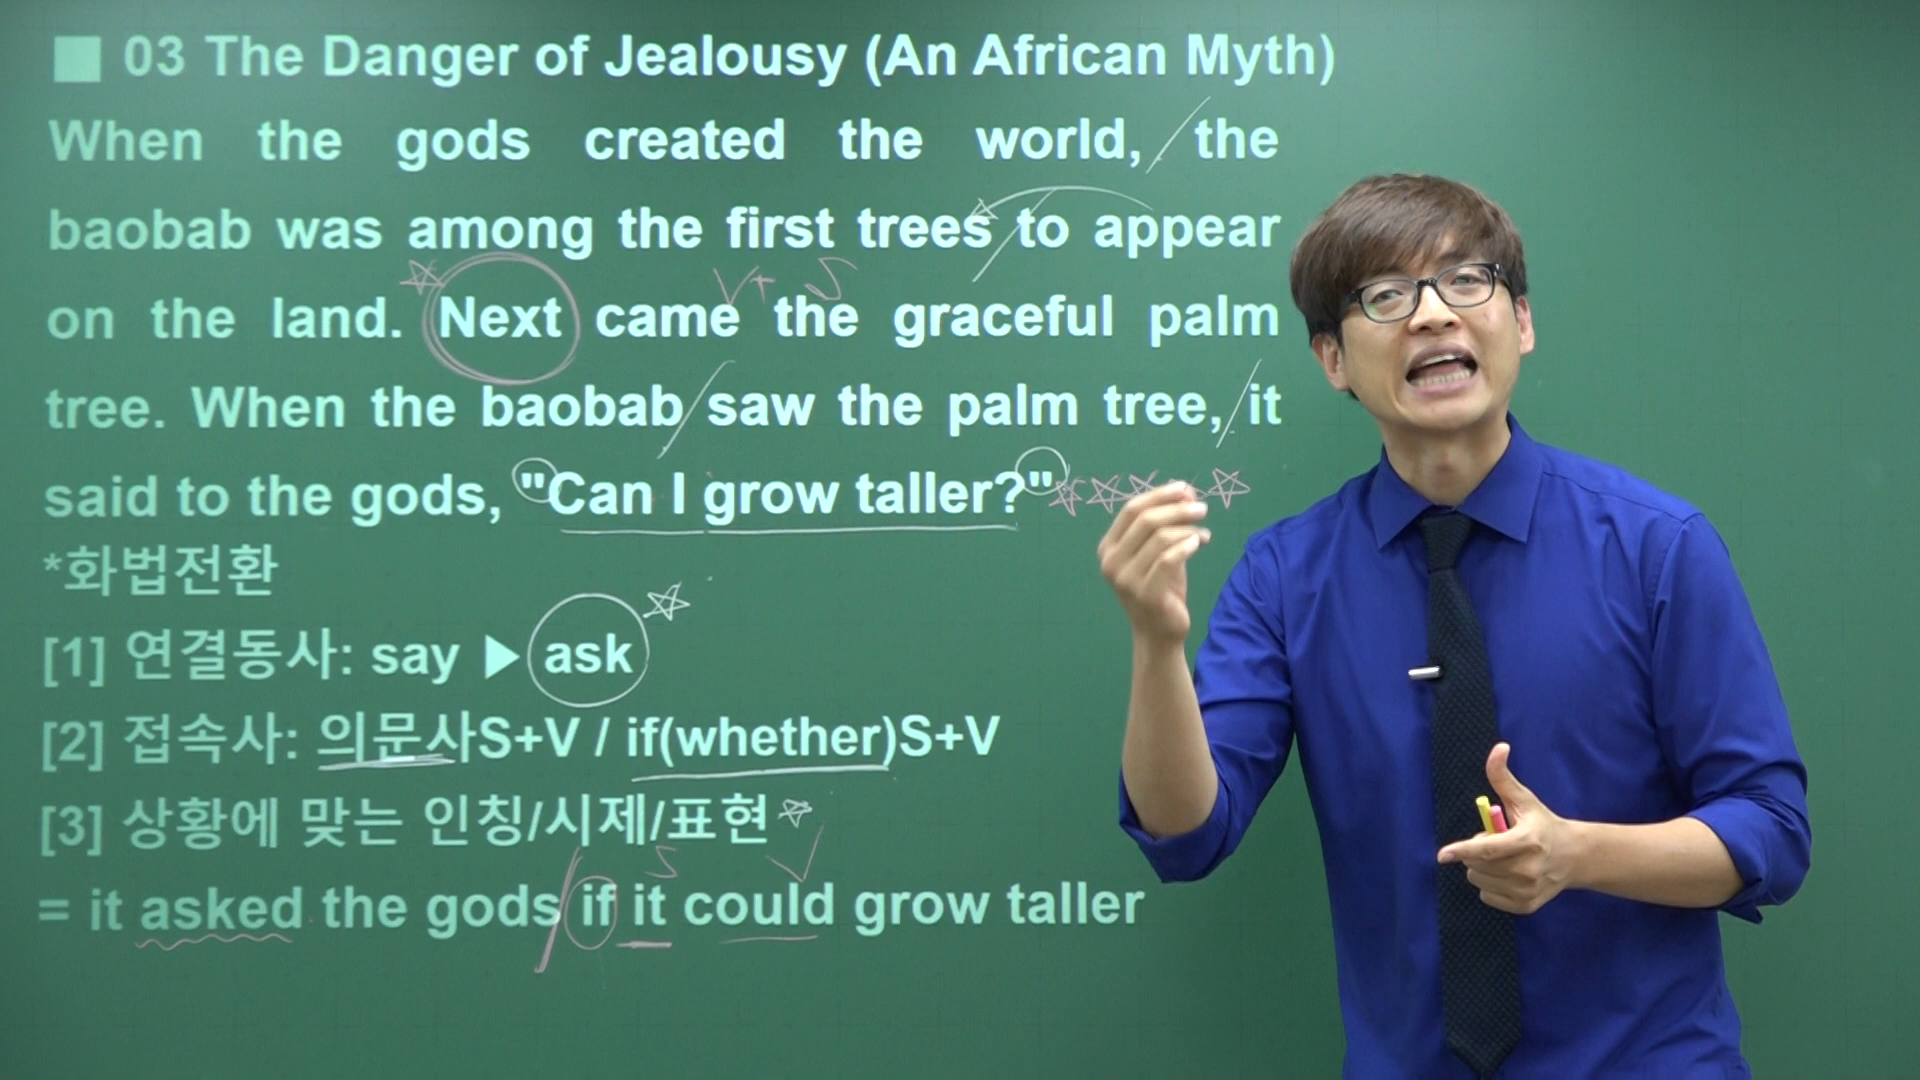 ■ 03 The Danger of Jealousy (An African Myth)
When the gods created the world, the
baobab was among the first trees to appear
on the land. Next came the graceful palm
tree. When the baobab saw the palm tree, it
said to the gods, "Can I grow taller?"
V+ S
*화법전환
[1] 연결동사: say ▶ ask
[2] 접속사: 의문사S+V / if(whether)S+V
[3] 상황에 맞는 인칭/시제/표현
S V
= it asked the gods if it could grow taller